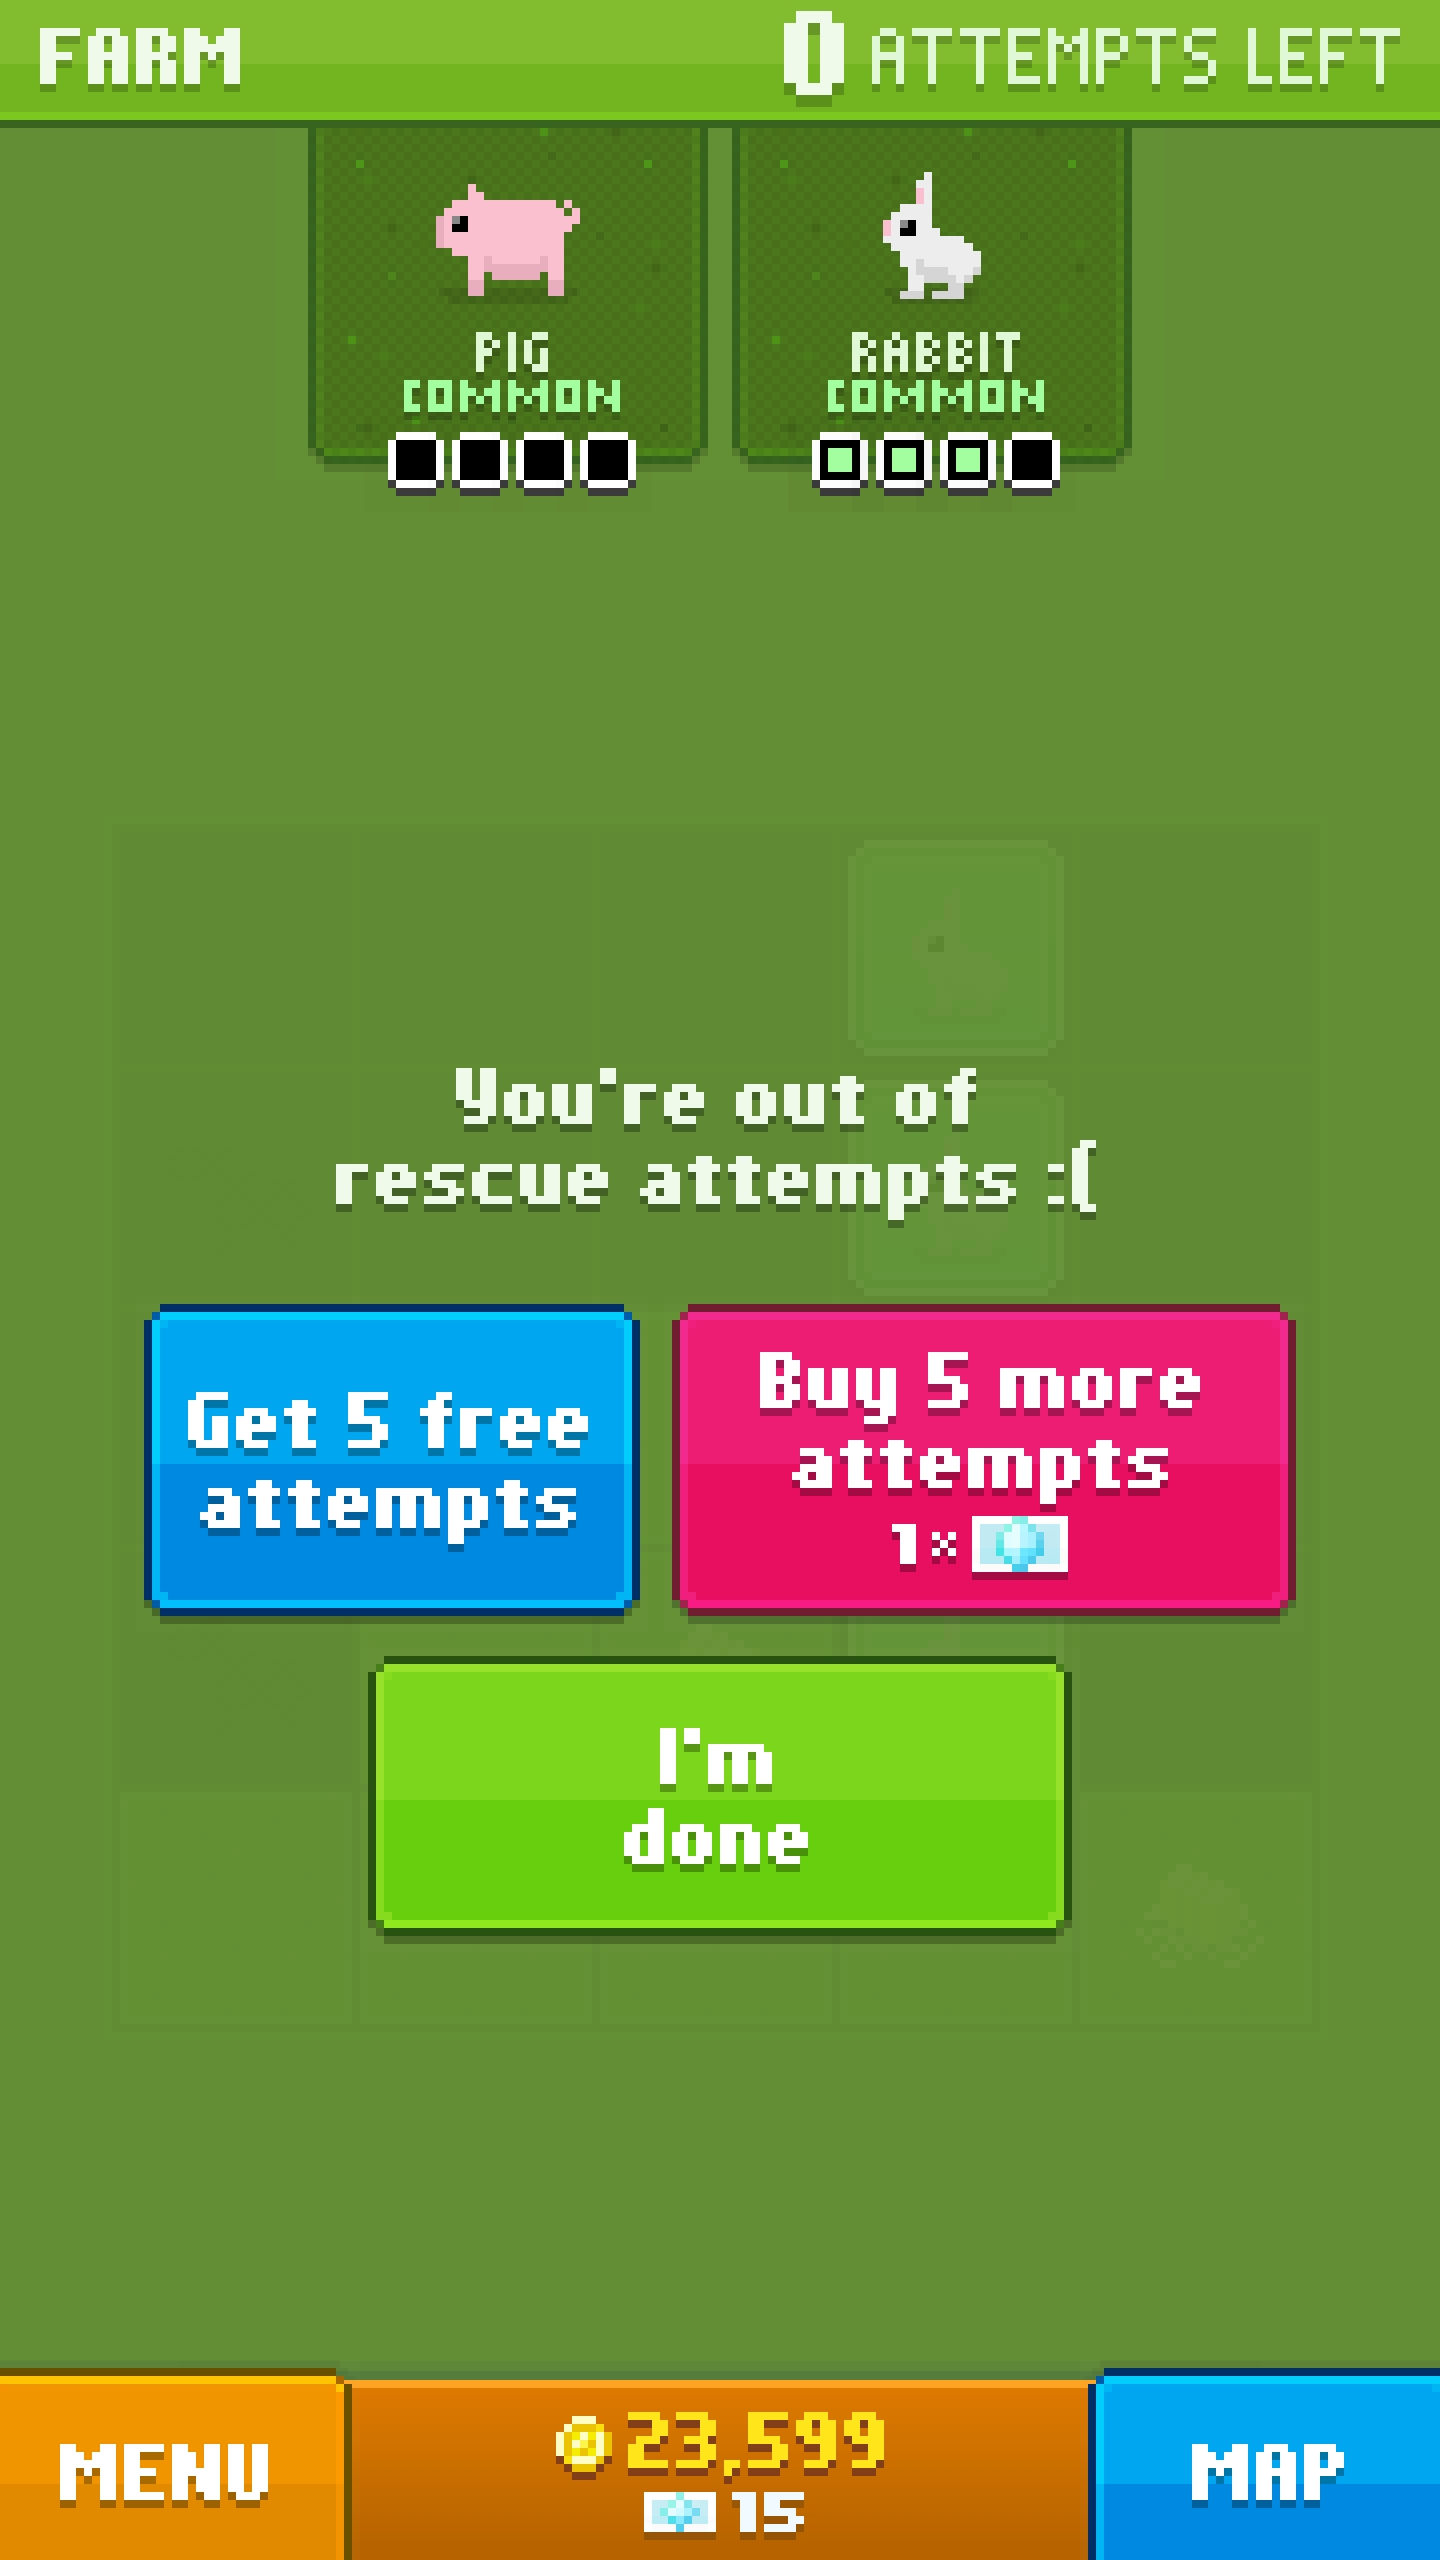 FARM
0 ATTEMPTS LEFT
PIG
COMMON
RABBIT
COMMON
You're out of
rescue attempts :(
Get 5 free
attempts
Buy 5 more
attempts
1×
I'm
done
MENU
23,599
15
MAP